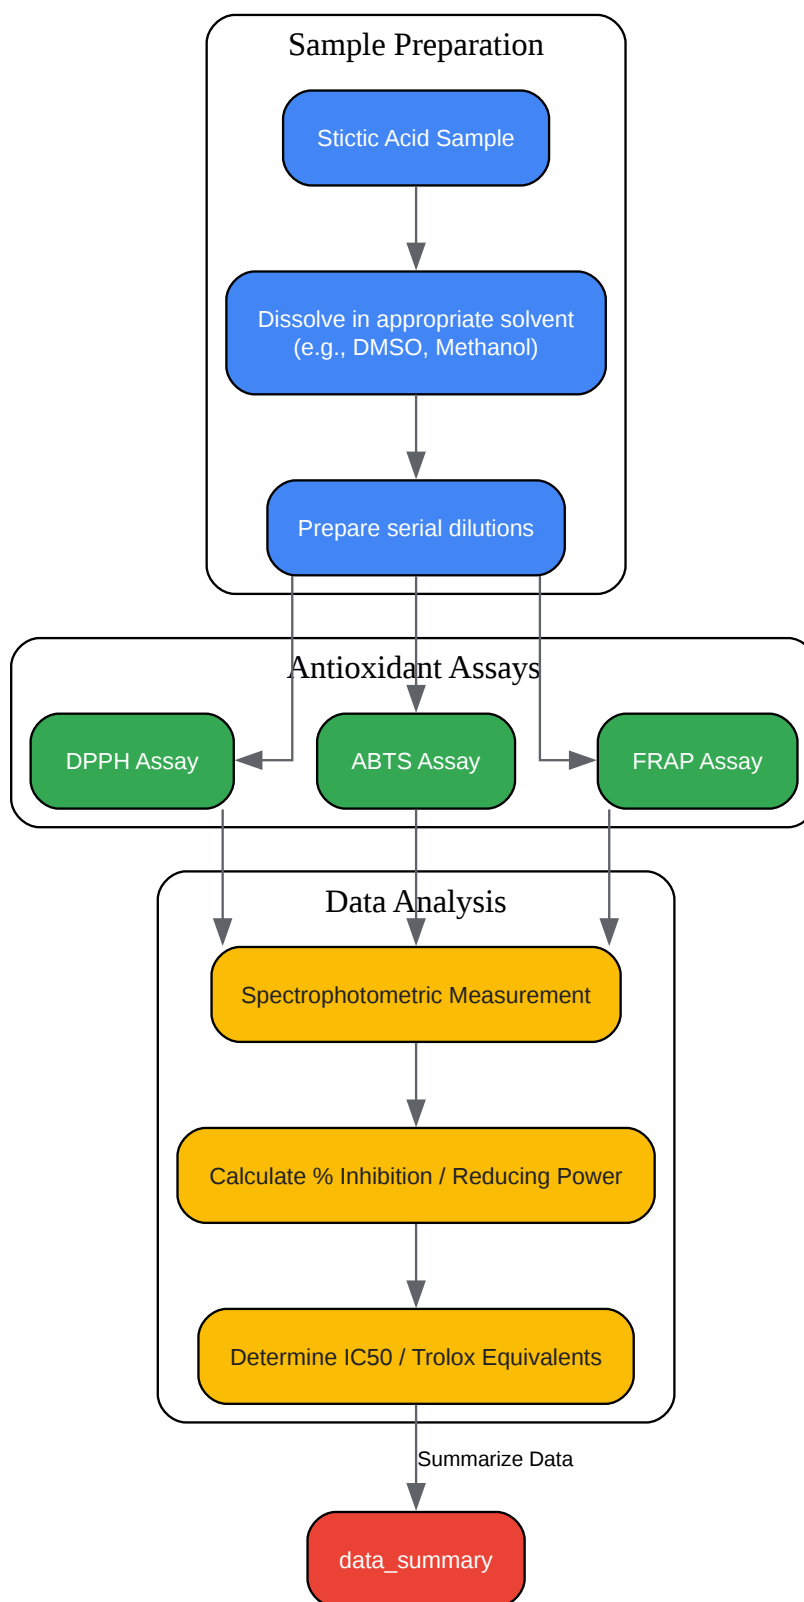 Sample Preparation
Stictic Acid Sample
Dissolve in appropriate solvent
(e.g., DMSO, Methanol)
Prepare serial dilutions
Antioxidant Assays
DPPH Assay
ABTS Assay
FRAP Assay
Data Analysis
Spectrophotometric Measurement
Calculate % Inhibition / Reducing Power
Determine IC50 / Trolox Equivalents
Summarize Data
data_summary